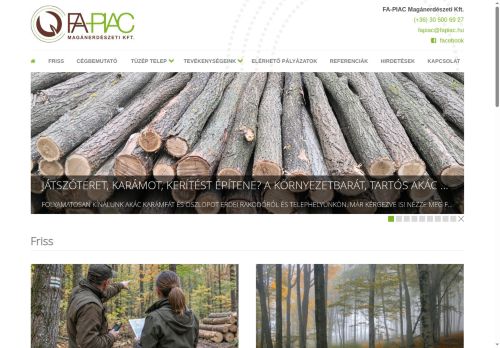 FA-PIAC
MAGÁNERDÉSZETI KFT.
FA-PIAC Magánerdészeti Kft.
(+36) 30 500 69 27
fapiac@fapiac.hu
facebook
FRISS CÉGBEMUTATÓ TÜZÉP TELEP TEVÉKENYSÉGEINK ELÉRHETŐ PÁLYÁZATOK REFERENCIÁK HIRDETÉSEK KAPCSOLAT
JÁTSZÓTERET, KARÁMOT, KERÍTÉST ÉPÍTENE? A KÖRNYEZETBARÁT, TARTÓS AKÁC ...
FOLYAMATOSAN KÍNÁLUNK AKÁC KARÁMFÁT ÉS OSZLOPOT ERDEI RAKODÓRÓL ÉS TELEPHELYÜNKÖN, MÁR KÉRGEZVE IS! NÉZZE MEG F...
Friss